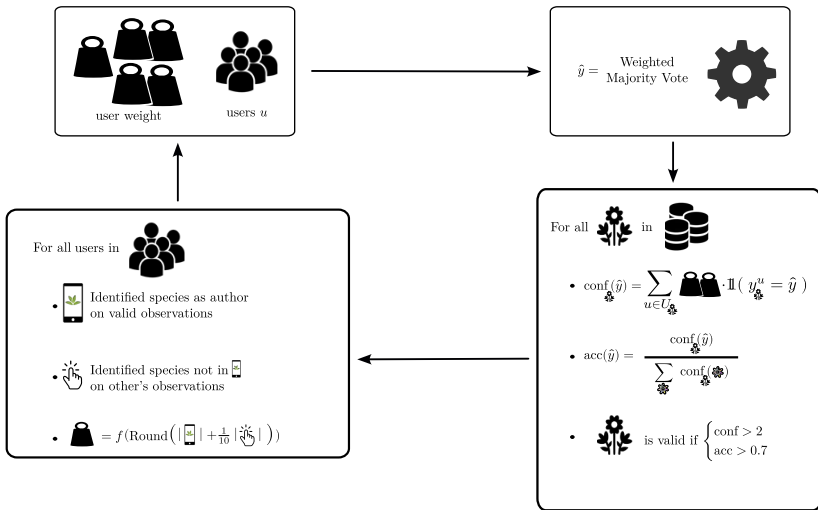 user weight
users u
ŷ = Weighted
Majority Vote
For all users in
• Identified species as author
on valid observations
• Identified species not in
on other's observations
• = f(Round(| | + 1/10 | |))
For all in
• conf(ŷ) = ∑ u∈U · 𝟙( y^u = ŷ )
• acc(ŷ) = conf(ŷ) / ∑ conf( )
• is valid if { conf > 2
acc > 0.7